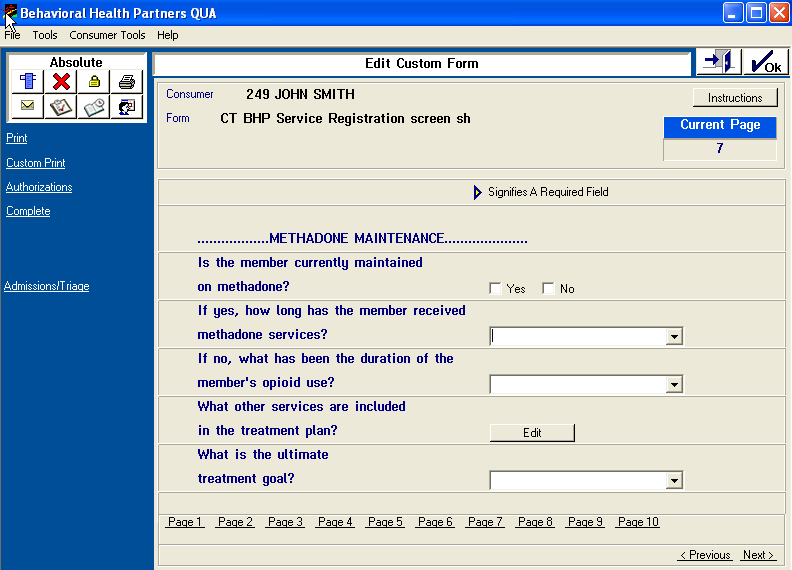 Behavioral Health Partners QUA
File Tools Consumer Tools Help
Absolute
Edit Custom Form
Ok
Print
Custom Print
Authorizations
Complete
Admissions/Triage
Consumer 249 JOHN SMITH
Instructions
Form CT BHP Service Registration screen sh
Current Page
7
Signifies A Required Field
..................METHADONE MAINTENANCE.....................
Is the member currently maintained
on methadone? Yes No
If yes, how long has the member received
methadone services?
If no, what has been the duration of the
member's opioid use?
What other services are included
in the treatment plan? Edit
What is the ultimate
treatment goal?
Page 1 Page 2 Page 3 Page 4 Page 5 Page 6 Page 7 Page 8 Page 9 Page 10
< Previous Next >